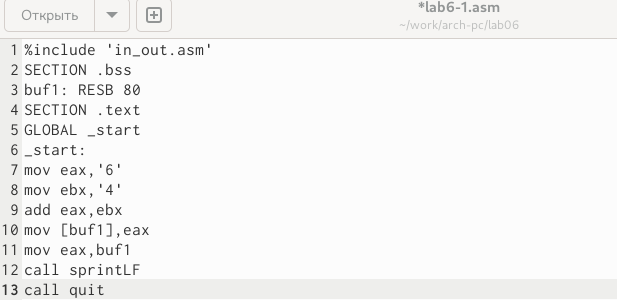 Открыть
*lab6-1.asm
~/work/arch-pc/lab06
1 %include 'in_out.asm'
2 SECTION .bss
3 buf1: RESB 80
4 SECTION .text
5 GLOBAL _start
6 _start:
7 mov eax,'6'
8 mov ebx,'4'
9 add eax,ebx
10 mov [buf1],eax
11 mov eax,buf1
12 call sprintLF
13 call quit